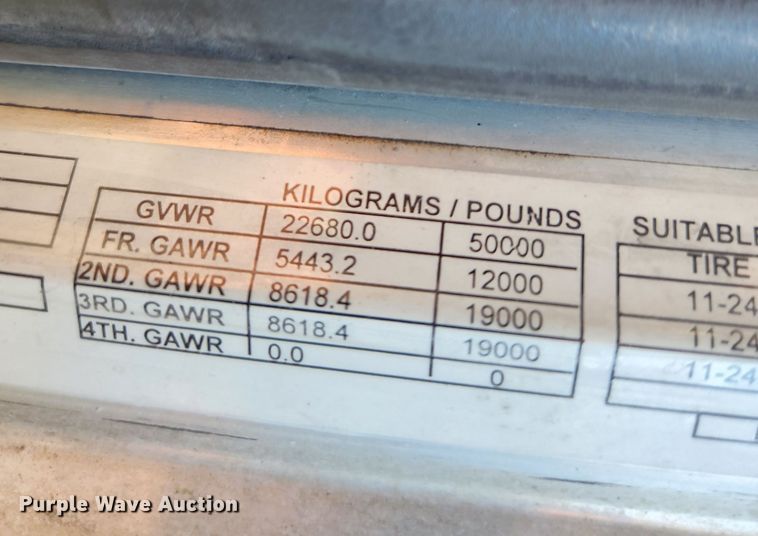 KILOGRAMS / POUNDS
GVWR 22680.0 50000
FR. GAWR 5443.2 12000
2ND. GAWR 8618.4 19000
3RD. GAWR 8618.4 19000
4TH. GAWR 0.0 0
SUITABLE
TIRE
11-24
11-24
11-24
Purple Wave Auction